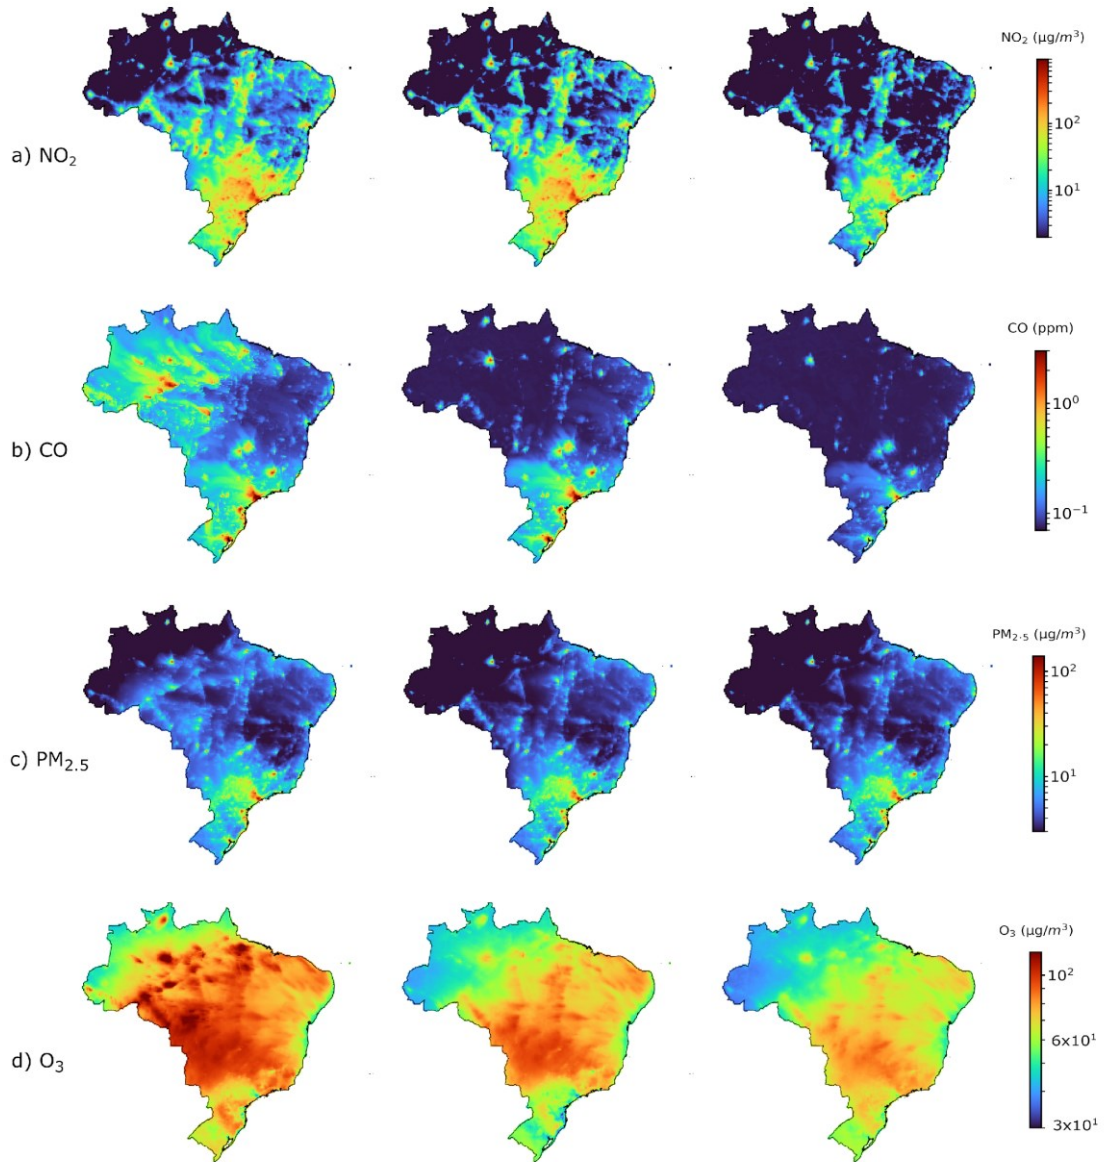 NO₂ (µg/m³)
10²
a) NO₂
10¹
CO (ppm)
10⁰
b) CO
10⁻¹
PM₂.₅ (µg/m³)
10²
c) PM₂.₅
10¹
O₃ (µg/m³)
10²
6x10¹
d) O₃
3x10¹